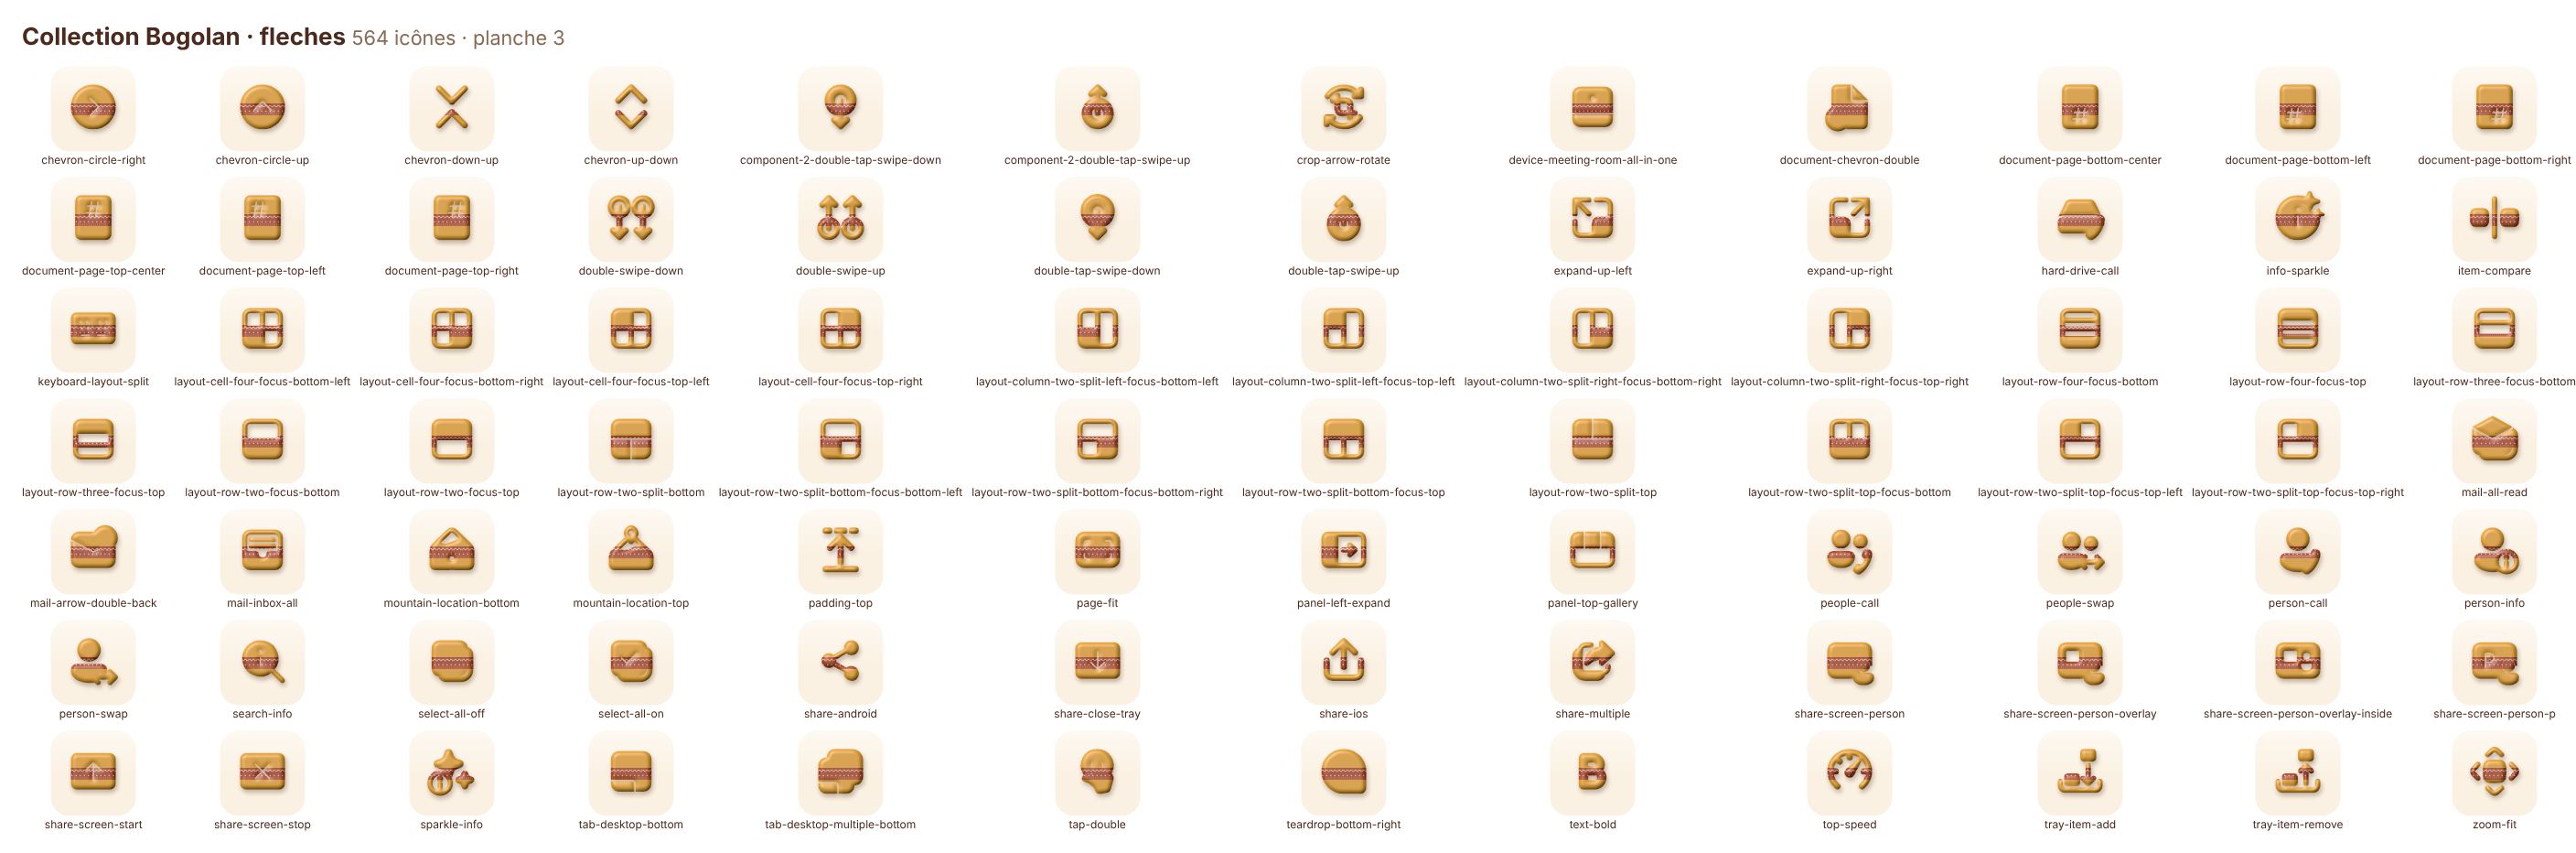 Collection Bogolan · fleches 564 icônes · planche 3
chevron-circle-right chevron-circle-up chevron-down-up chevron-up-down component-2-double-tap-swipe-down component-2-double-tap-swipe-up crop-arrow-rotate device-meeting-room-all-in-one document-chevron-double document-page-bottom-center document-page-bottom-left document-page-bottom-right
document-page-top-center document-page-top-left document-page-top-right double-swipe-down double-swipe-up double-tap-swipe-down double-tap-swipe-up expand-up-left expand-up-right hard-drive-call info-sparkle item-compare
keyboard-layout-split layout-cell-four-focus-bottom-left layout-cell-four-focus-bottom-right layout-cell-four-focus-top-left layout-cell-four-focus-top-right layout-column-two-split-left-focus-bottom-left layout-column-two-split-left-focus-top-left layout-column-two-split-right-focus-bottom-right layout-column-two-split-right-focus-top-right layout-row-four-focus-bottom layout-row-four-focus-top layout-row-three-focus-bottom
layout-row-three-focus-top layout-row-two-focus-bottom layout-row-two-focus-top layout-row-two-split-bottom layout-row-two-split-bottom-focus-bottom-left layout-row-two-split-bottom-focus-bottom-right layout-row-two-split-bottom-focus-top layout-row-two-split-top layout-row-two-split-top-focus-bottom layout-row-two-split-top-focus-top-left layout-row-two-split-top-focus-top-right mail-all-read
mail-arrow-double-back mail-inbox-all mountain-location-bottom mountain-location-top padding-top page-fit panel-left-expand panel-top-gallery people-call people-swap person-call person-info
person-swap search-info select-all-off select-all-on share-android share-close-tray share-ios share-multiple share-screen-person share-screen-person-overlay share-screen-person-overlay-inside share-screen-person-p
share-screen-start share-screen-stop sparkle-info tab-desktop-bottom tab-desktop-multiple-bottom tap-double teardrop-bottom-right text-bold top-speed tray-item-add tray-item-remove zoom-fit